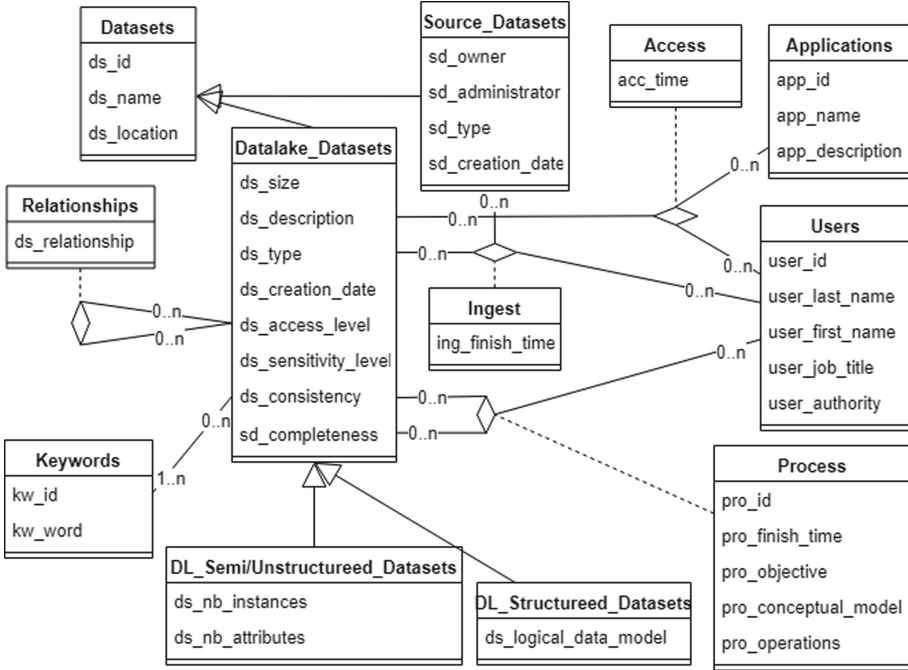 Datasets
ds_id
ds_name
ds_location
Source_Datasets
sd_owner
sd_administrator
sd_type
sd_creation_date
Access
acc_time
Applications
app_id
app_name
app_description
Datalake_Datasets
ds_size
ds_description
ds_type
ds_creation_date
ds_access_level
ds_sensitivity_level
ds_consistency
sd_completeness
Relationships
ds_relationship
0..n
0..n
0..n
0..n
0..n
0..n
0..n
0..n
Users
user_id
user_last_name
user_first_name
user_job_title
user_authority
Ingest
ing_finish_time
0..n
0..n
0..n
0..n
1..n
Keywords
kw_id
kw_word
Process
pro_id
pro_finish_time
pro_objective
pro_conceptual_model
pro_operations
DL_Semi/Unstructureed_Datasets
ds_nb_instances
ds_nb_attributes
DL_Structureed_Datasets
ds_logical_data_model